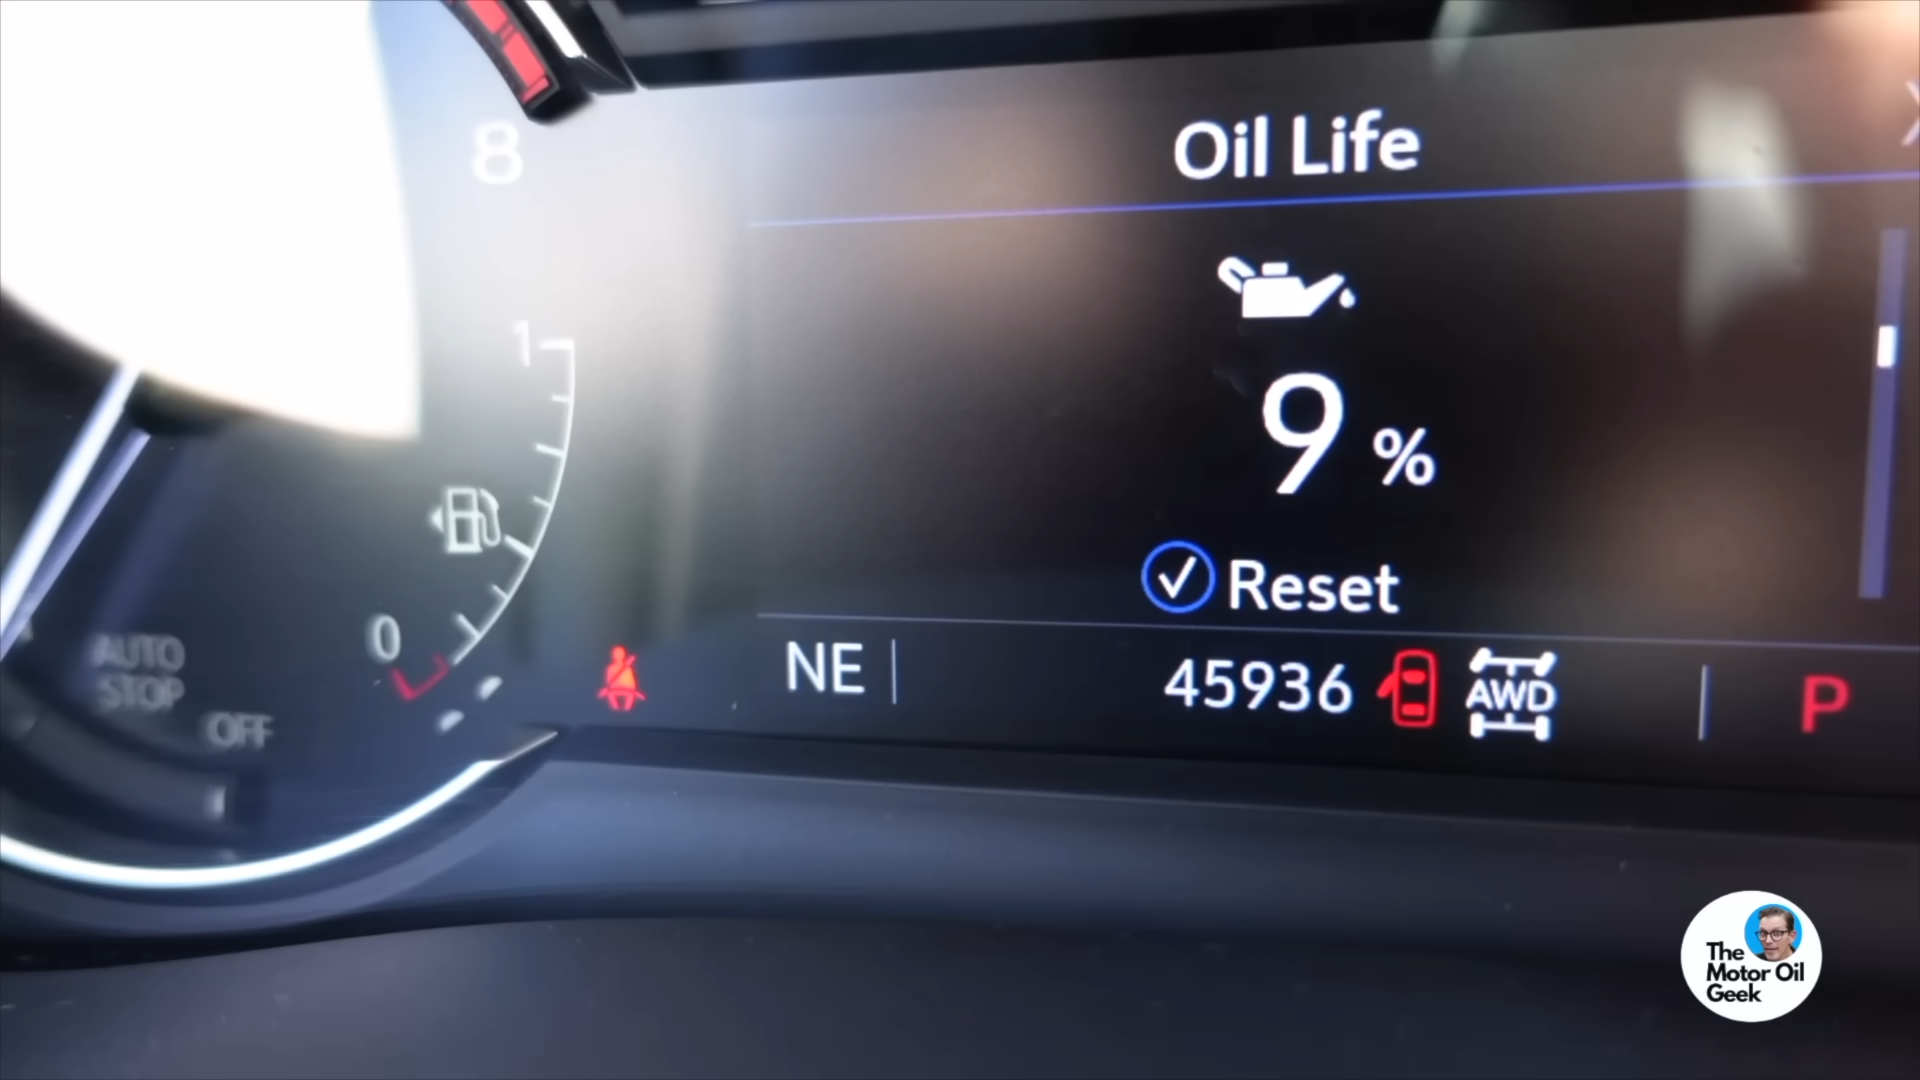 8
Oil Life
1
9 %
Reset
0
AUTO
STOP
OFF
NE
45936
AWD
P
The
Motor Oil
Geek